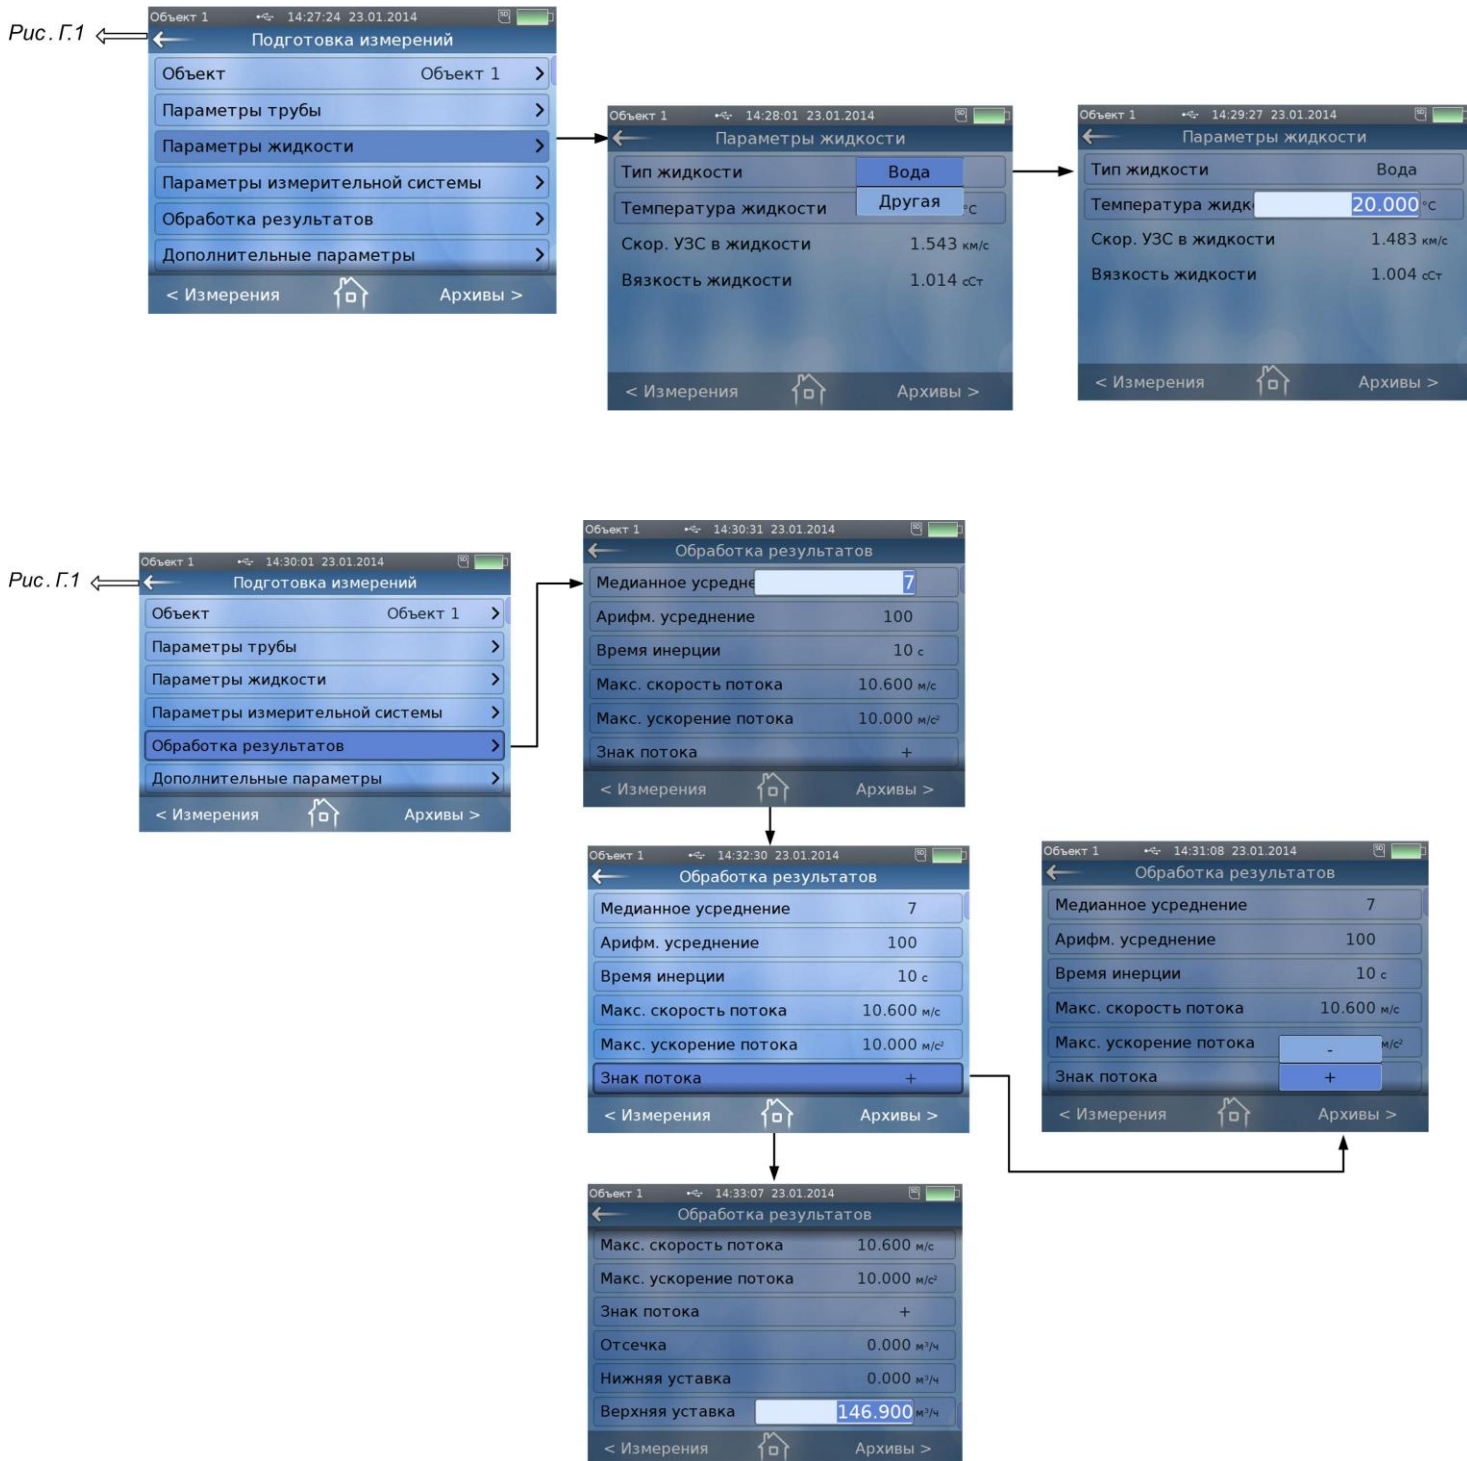 Рис. Г.1
Объект 1 14:27:24 23.01.2014
Подготовка измерений
Объект Объект 1 >
Параметры трубы >
Параметры жидкости >
Параметры измерительной системы >
Обработка результатов >
Дополнительные параметры >
< Измерения Архивы >
Объект 1 14:28:01 23.01.2014
Параметры жидкости
Тип жидкости Вода
Другая
Температура жидкости °C
Скор. УЗС в жидкости 1.543 км/с
Вязкость жидкости 1.014 сСт
< Измерения Архивы >
Объект 1 14:29:27 23.01.2014
Параметры жидкости
Тип жидкости Вода
Температура жидк 20.000 °C
Скор. УЗС в жидкости 1.483 км/с
Вязкость жидкости 1.004 сСт
< Измерения Архивы >
Рис. Г.1
Объект 1 14:30:01 23.01.2014
Подготовка измерений
Объект Объект 1 >
Параметры трубы >
Параметры жидкости >
Параметры измерительной системы >
Обработка результатов >
Дополнительные параметры >
< Измерения Архивы >
Объект 1 14:30:31 23.01.2014
Обработка результатов
Медианное усредне 7
Арифм. усреднение 100
Время инерции 10 с
Макс. скорость потока 10.600 м/с
Макс. ускорение потока 10.000 м/с²
Знак потока +
< Измерения Архивы >
Объект 1 14:32:30 23.01.2014
Обработка результатов
Медианное усреднение 7
Арифм. усреднение 100
Время инерции 10 с
Макс. скорость потока 10.600 м/с
Макс. ускорение потока 10.000 м/с²
Знак потока +
< Измерения Архивы >
Объект 1 14:31:08 23.01.2014
Обработка результатов
Медианное усреднение 7
Арифм. усреднение 100
Время инерции 10 с
Макс. скорость потока 10.600 м/с
Макс. ускорение потока - м/с²
Знак потока +
< Измерения Архивы >
Объект 1 14:33:07 23.01.2014
Обработка результатов
Макс. скорость потока 10.600 м/с
Макс. ускорение потока 10.000 м/с²
Знак потока +
Отсечка 0.000 м³/ч
Нижняя уставка 0.000 м³/ч
Верхняя уставка 146.900 м³/ч
< Измерения Архивы >